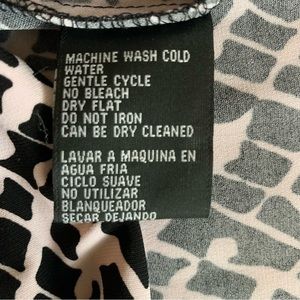 MACHINE WASH COLD
WATER
GENTLE CYCLE
NO BLEACH
DRY FLAT
DO NOT IRON
CAN BE DRY CLEANED
LAVAR A MAQUINA EN
AGUA FRIA
CICLO SUAVE
NO UTILIZAR
BLANQUEADOR
SECAR DEJANDO